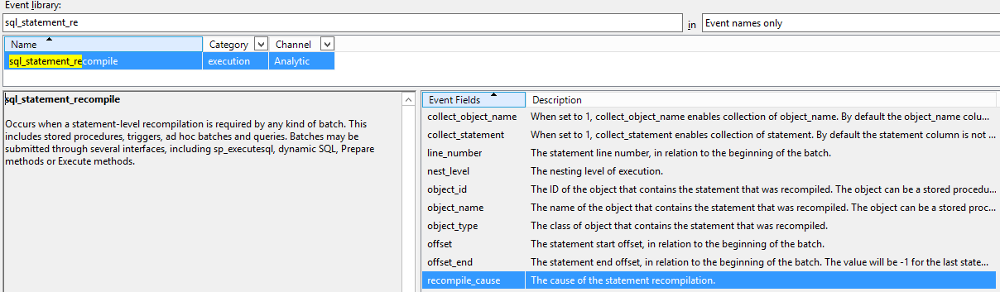 Event library:
sql_statement_re in Event names only
Name Category Channel
sql_statement_recompile execution Analytic
sql_statement_recompile
Occurs when a statement-level recompilation is required by any kind of batch. This
includes stored procedures, triggers, ad hoc batches and queries. Batches may be
submitted through several interfaces, including sp_executesql, dynamic SQL, Prepare
methods or Execute methods.
Event Fields Description
collect_object_name When set to 1, collect_object_name enables collection of object_name. By default the object_name colu...
collect_statement When set to 1, collect_statement enables collection of statement. By default the statement column is not ...
line_number The statement line number, in relation to the beginning of the batch.
nest_level The nesting level of execution.
object_id The ID of the object that contains the statement that was recompiled. The object can be a stored procedu...
object_name The name of the object that contains the statement that was recompiled. The object can be a stored proc...
object_type The class of object that contains the statement that was recompiled.
offset The statement start offset, in relation to the beginning of the batch.
offset_end The statement end offset, in relation to the beginning of the batch. The value will be -1 for the last state...
recompile_cause The cause of the statement recompilation.